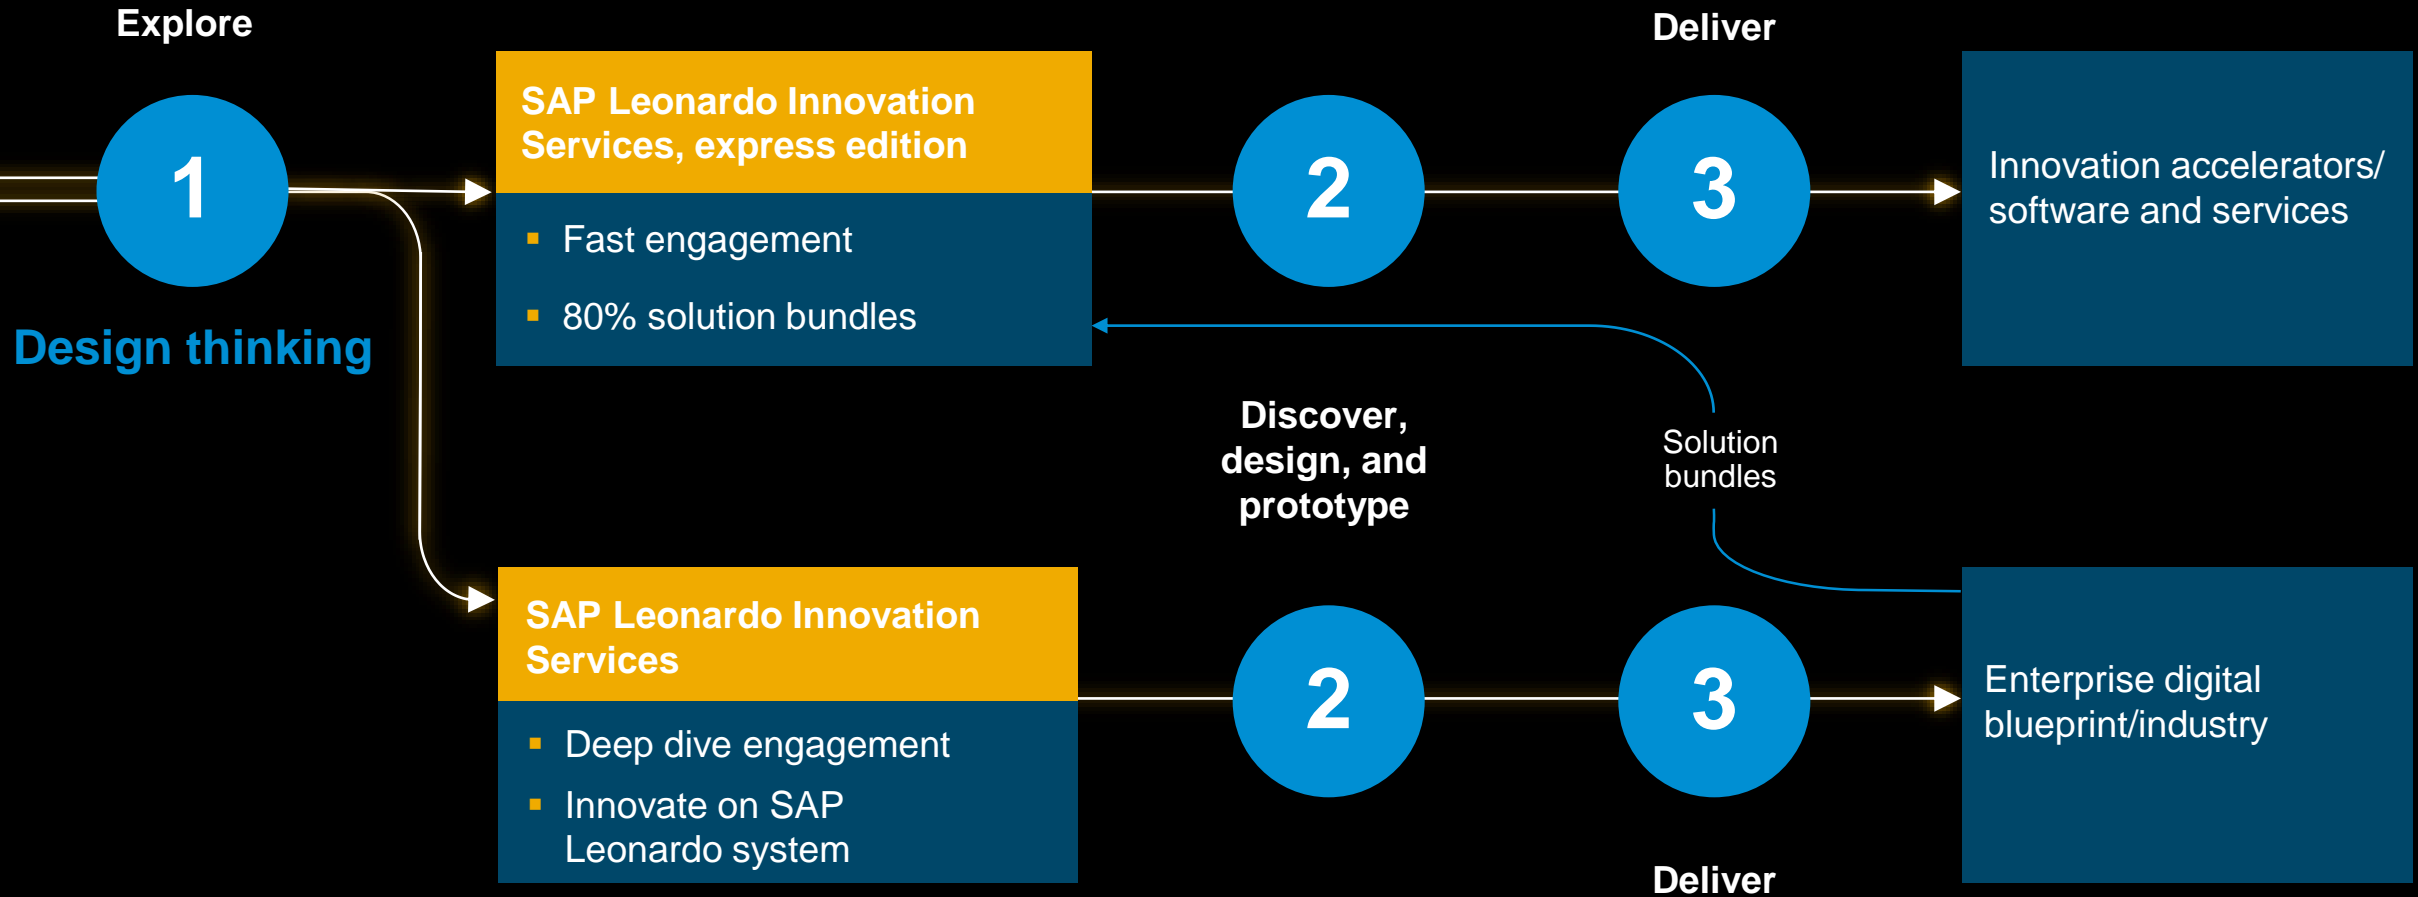 Explore
1
Design thinking
SAP Leonardo Innovation
Services, express edition
▪ Fast engagement
▪ 80% solution bundles
2
Deliver
3
Innovation accelerators/
software and services
Discover,
design, and
prototype
Solution
bundles
SAP Leonardo Innovation
Services
▪ Deep dive engagement
▪ Innovate on SAP
Leonardo system
2
3
Deliver
Enterprise digital
blueprint/industry